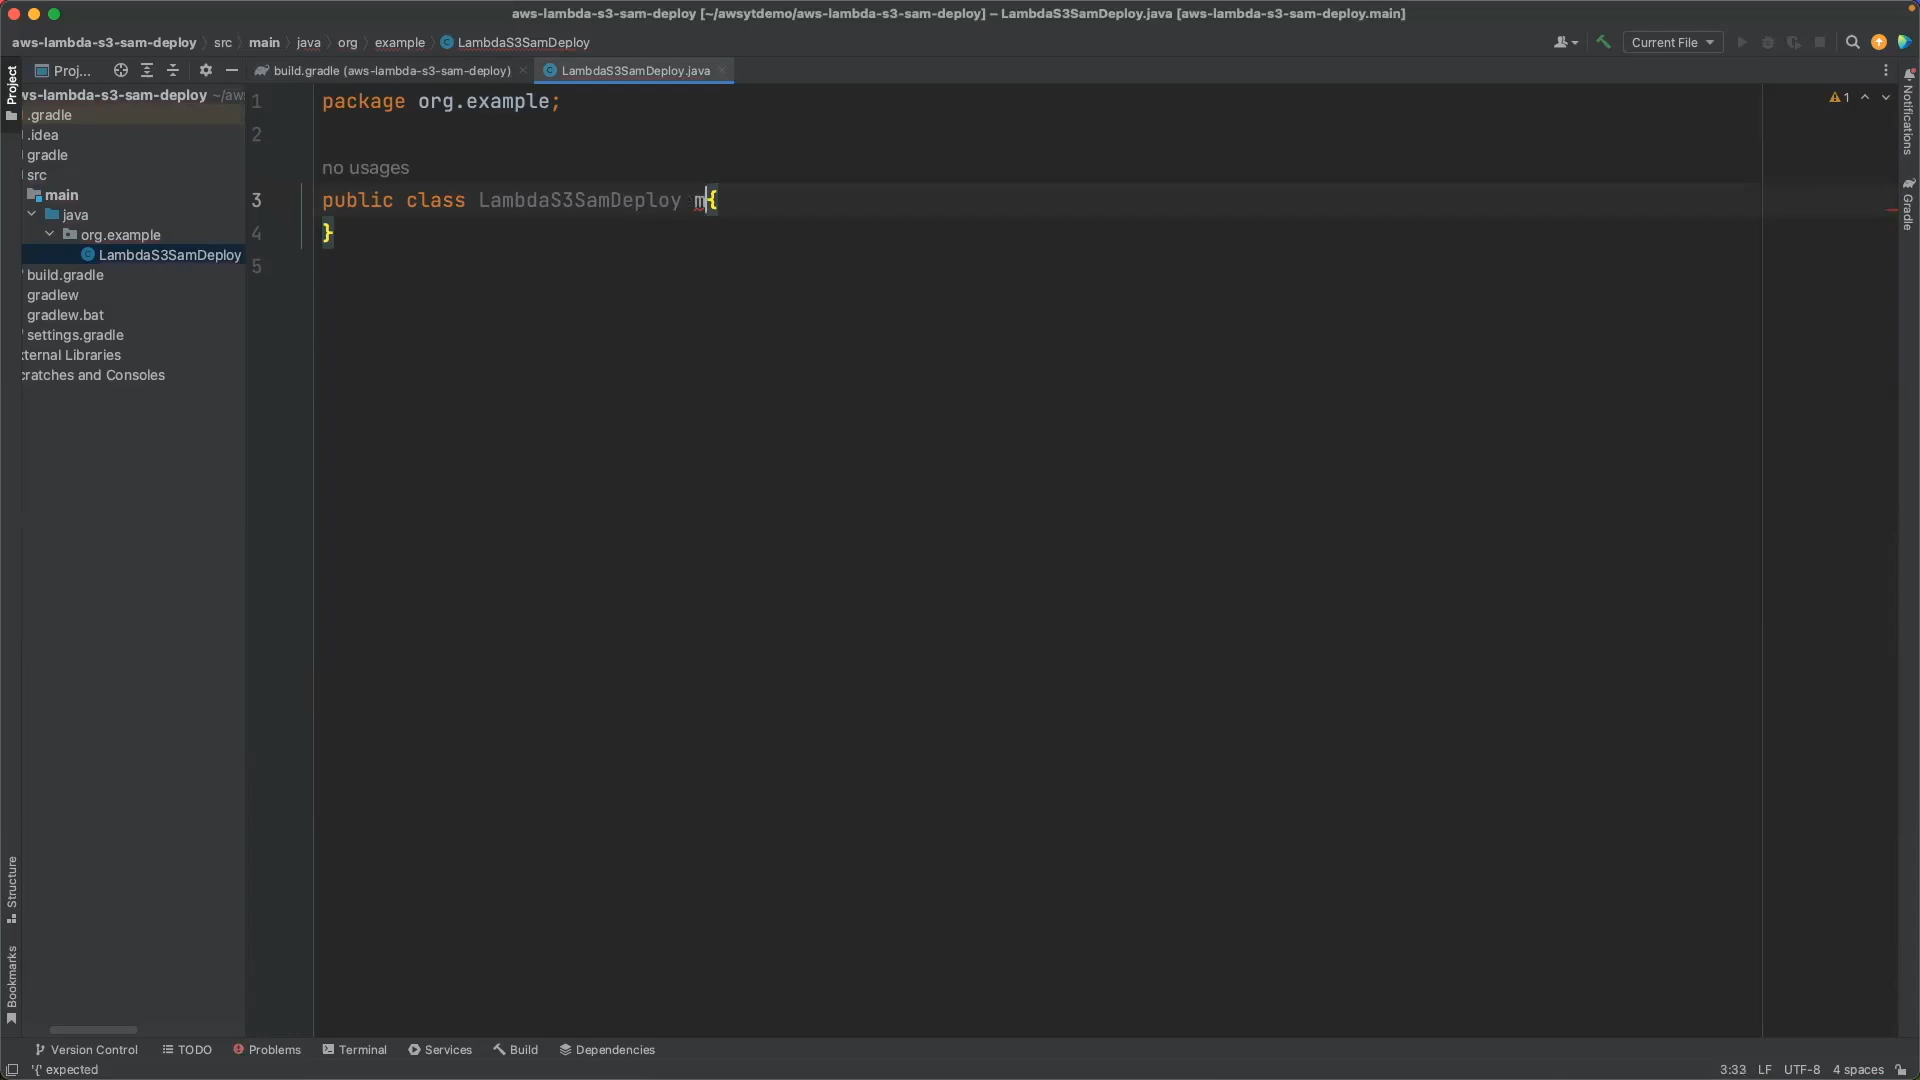 aws-lambda-s3-sam-deploy [~/awsytdemo/aws-lambda-s3-sam-deploy] – LambdaS3SamDeploy.java [aws-lambda-s3-sam-deploy.main]
aws-lambda-s3-sam-deploy src main java org example LambdaS3SamDeploy
Current File
Project
Proj...
build.gradle (aws-lambda-s3-sam-deploy)
LambdaS3SamDeploy.java
Notifications
Gradle
ws-lambda-s3-sam-deploy ~/aw
.gradle
.idea
gradle
src
main
java
org.example
LambdaS3SamDeploy
build.gradle
gradlew
gradlew.bat
settings.gradle
ternal Libraries
cratches and Consoles
1 package org.example;
2
no usages
3 public class LambdaS3SamDeploy m{
4 }
5
1
Structure
Bookmarks
Version Control TODO Problems Terminal Services Build Dependencies
'{' expected
3:33 LF UTF-8 4 spaces